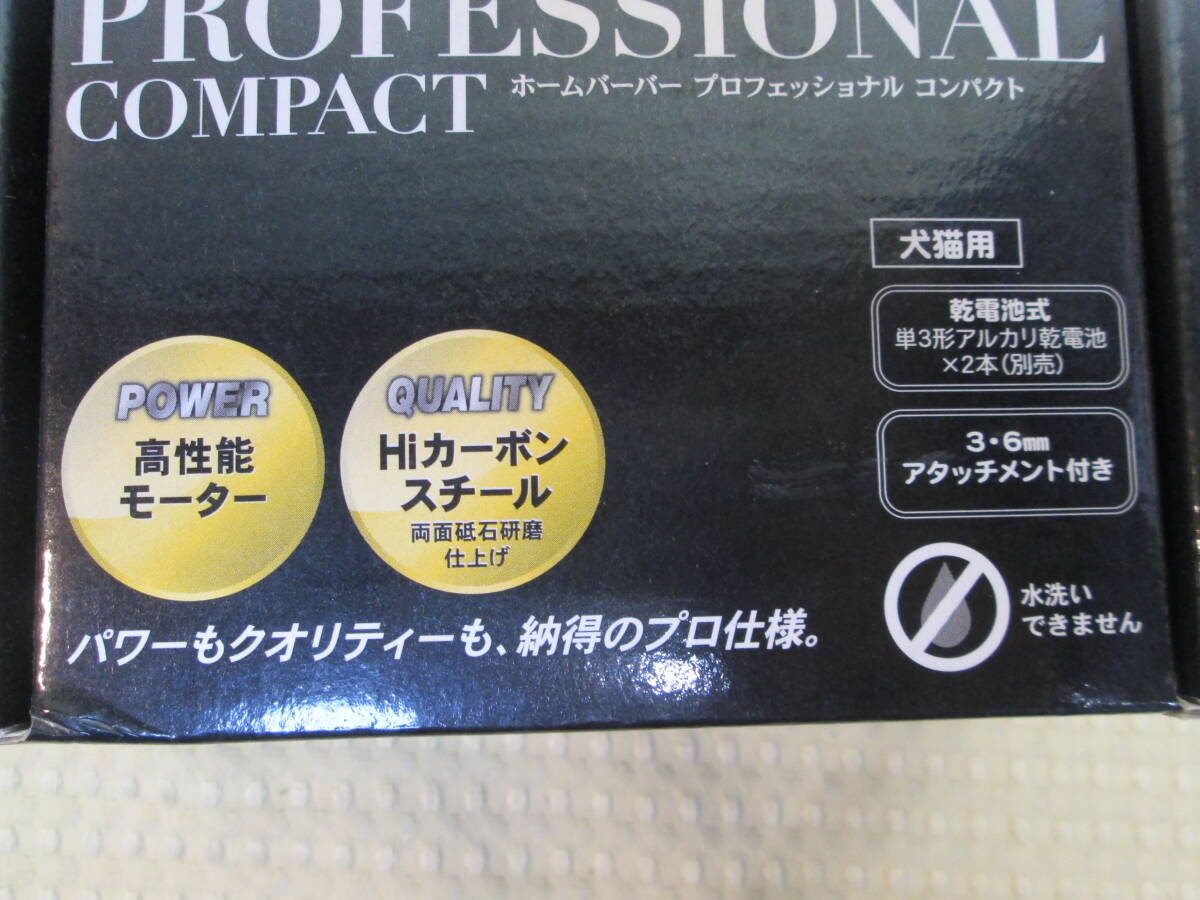 PROFESSIONAL
COMPACT ホームバーバー プロフェッショナル コンパクト
犬猫用
乾電池式
単3形アルカリ乾電池
×2本(別売)
3・6㎜
アタッチメント付き
POWER
高性能
モーター
QUALITY
Hiカーボン
スチール
両面砥石研磨
仕上げ
水洗い
できません
パワーもクオリティーも、納得のプロ仕様。